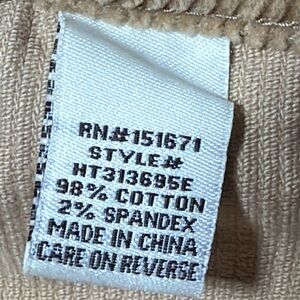 RN#151671
STYLE#
HT313695E
98% COTTON
2% SPANDEX
MADE IN CHINA
CARE ON REVERSE